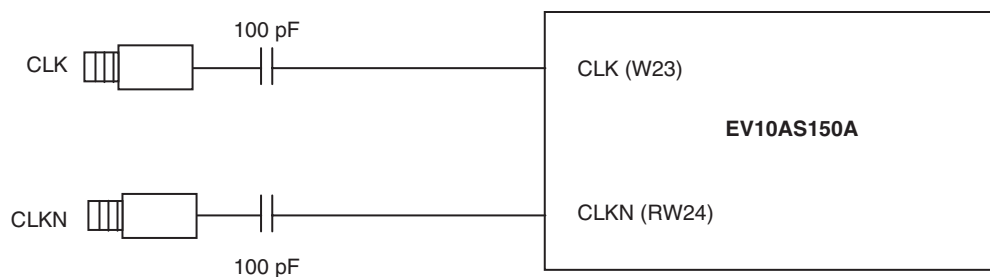 100 pF
CLK
CLK (W23)
EV10AS150A
CLKN
CLKN (RW24)
100 pF